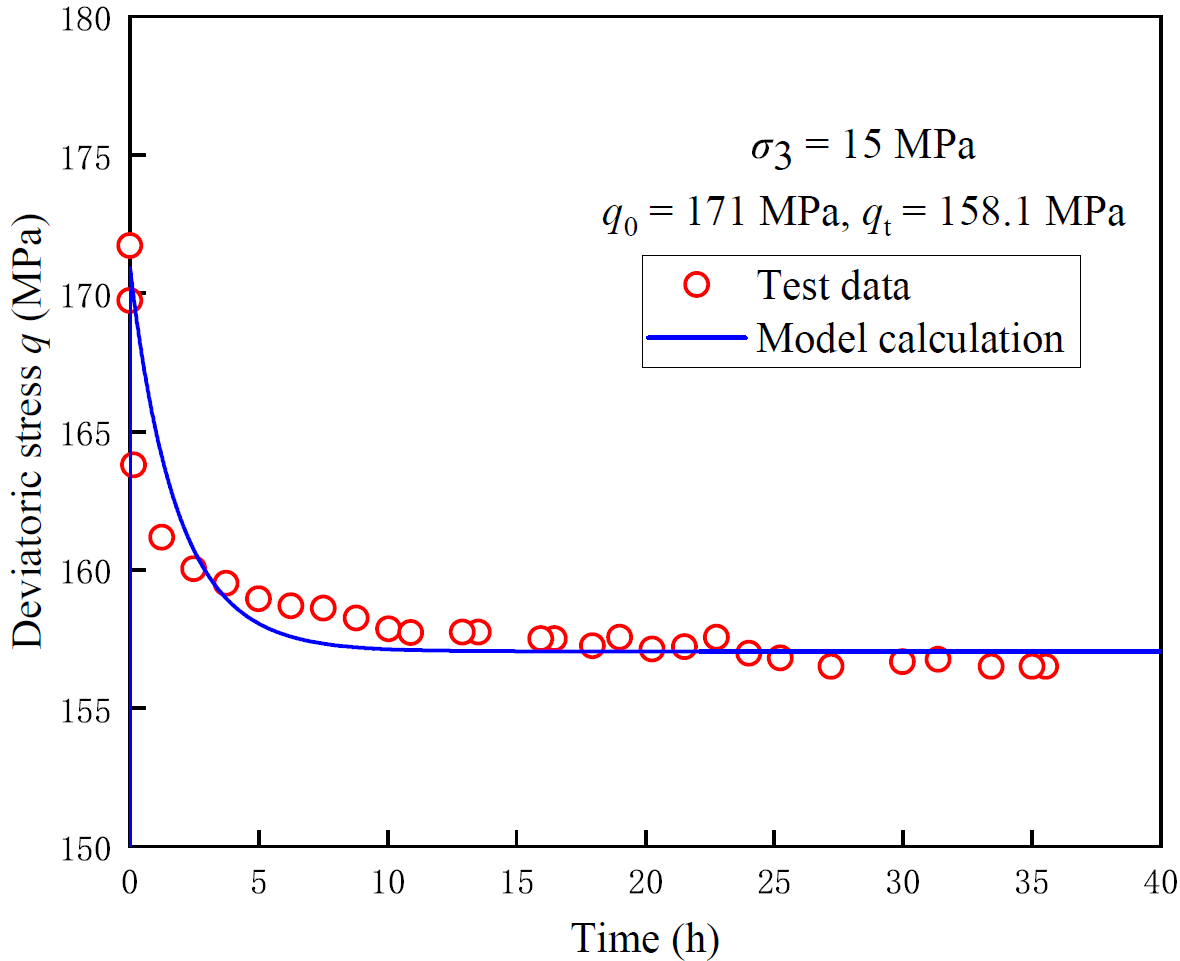 180
175
170
165
160
155
150
Deviatoric stress q (MPa)
σ3 = 15 MPa
q0 = 171 MPa, qt = 158.1 MPa
Test data
Model calculation
0 5 10 15 20 25 30 35 40
Time (h)